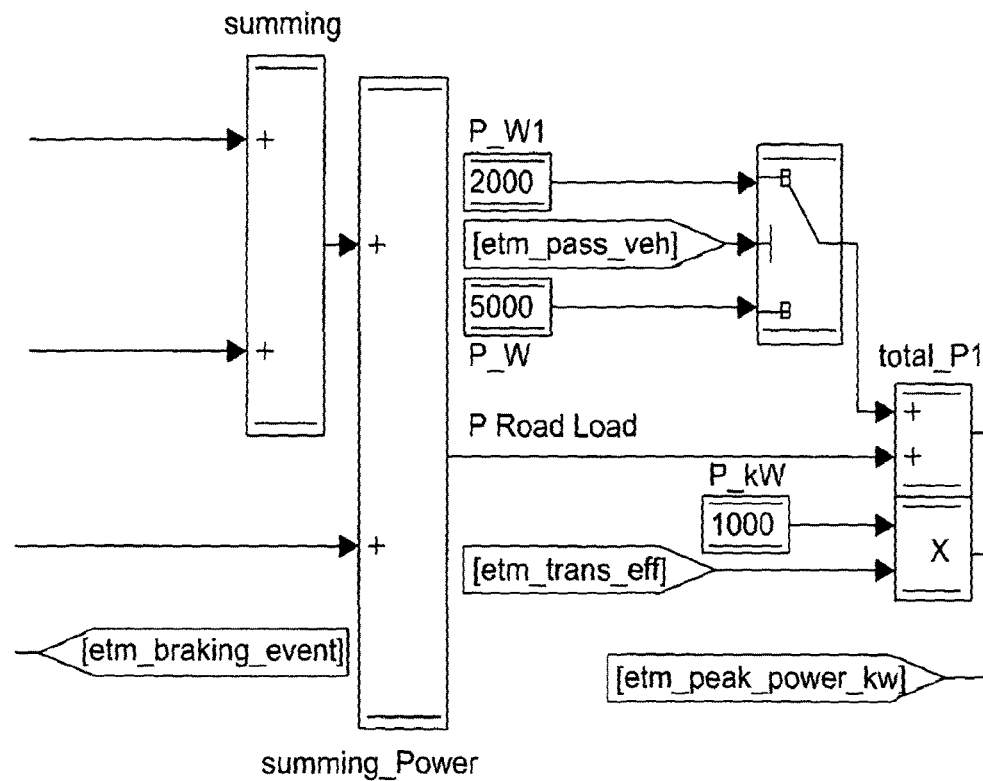 summing
+
+
+
+
summing_Power
P_W1
2000
[etm_pass_veh]
5000
P_W
P Road Load
P_kW
1000
[etm_trans_eff]
total_P1
+
+
X
[etm_braking_event]
[etm_peak_power_kw]